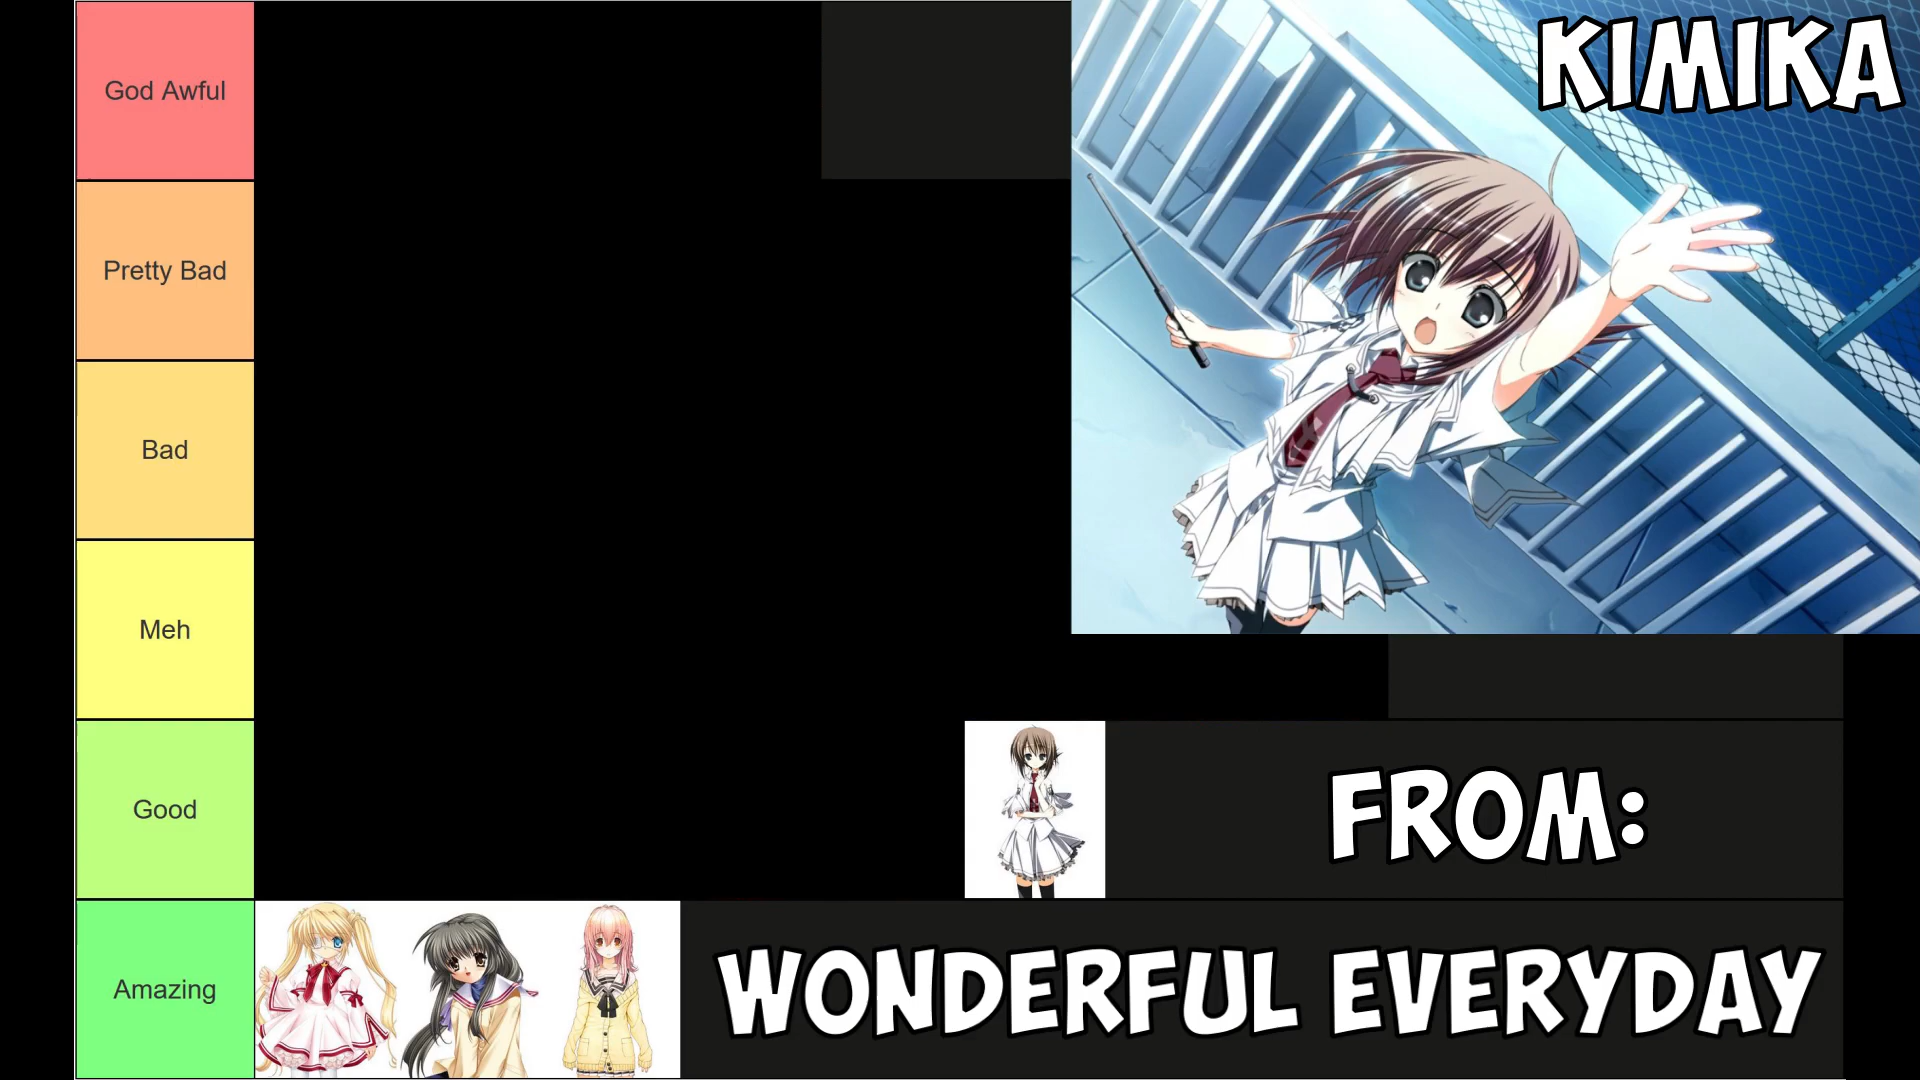 KIMIKA
God Awful
Pretty Bad
Bad
Meh
Good
FROM:
Amazing
WONDERFUL EVERYDAY